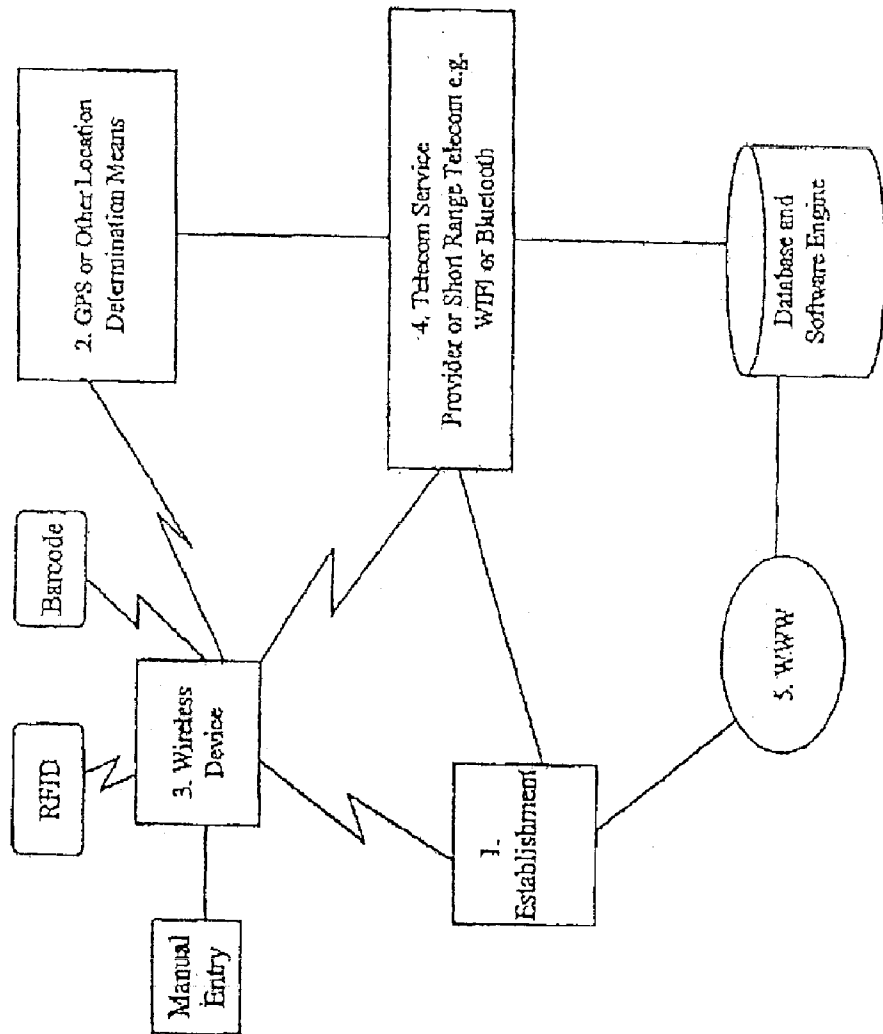 Manual
Entry
RFID
Barcode
3. Wireless
Device
2. GPS or Other Location
Determination Means
1.
Establishment
4. Telecom Service
Provider or Short Range Telecom e.g.
WIFI or Bluetooth
5. WWW
Database and
Software Engine